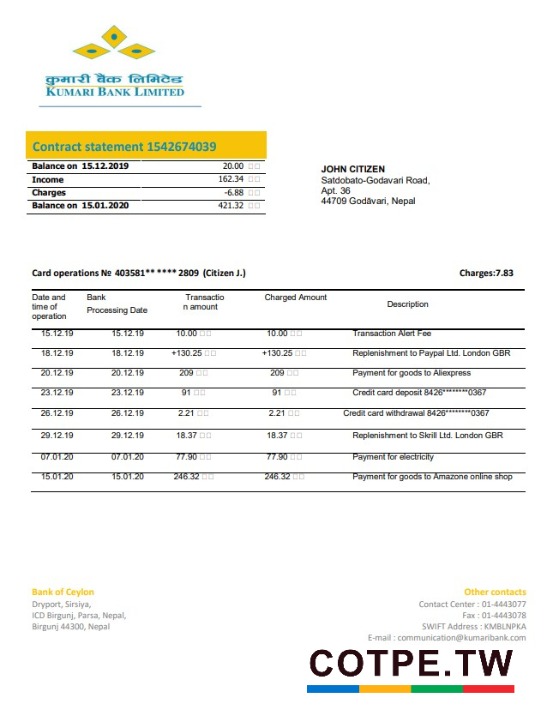 कुमारी बैंक लिमिटेड
KUMARI BANK LIMITED
Contract statement 1542674039
Balance on 15.12.2019 20.00 □□
Income 162.34 □□
Charges -6.88 □□
Balance on 15.01.2020 421.32 □□
JOHN CITIZEN
Satdobato-Godavari Road,
Apt. 36
44709 Godāvari, Nepal
Card operations № 403581** **** 2809 (Citizen J.) Charges:7.83
Date and time of operation Bank Processing Date Transactio n amount Charged Amount Description
15.12.19 15.12.19 10.00 □□ 10.00 □□ Transaction Alert Fee
18.12.19 18.12.19 +130.25 □□ +130.25 □□ Replenishment to Paypal Ltd. London GBR
20.12.19 20.12.19 209 □□ 209 □□ Payment for goods to Aliexpress
23.12.19 23.12.19 91 □□ 91 □□ Credit card deposit 8426********0367
26.12.19 26.12.19 2.21 □□ 2.21 □□ Credit card withdrawal 8426********0367
29.12.19 29.12.19 18.37 □□ 18.37 □□ Replenishment to Skrill Ltd. London GBR
07.01.20 07.01.20 77.90 □□ 77.90 □□ Payment for electricity
15.01.20 15.01.20 246.32 □□ 246.32 □□ Payment for goods to Amazone online shop
Bank of Ceylon
Dryport, Sirsiya,
ICD Birgunj, Parsa, Nepal,
Birgunj 44300, Nepal
Other contacts
Contact Center : 01-4443077
Fax : 01-4443078
SWIFT Address : KMBLNPKA
E-mail : communication@kumaribank.com
COTPE.TW